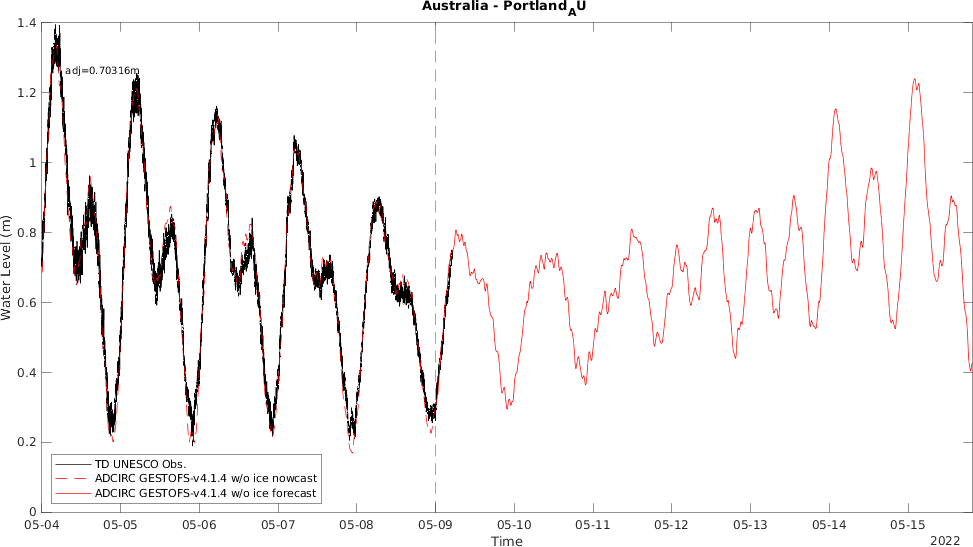 Australia - Portland_AU
adj=0.70316m
1.4
1.2
1
0.8
0.6
0.4
0.2
0
Water Level (m)
TD UNESCO Obs.
ADCIRC GESTOFS-v4.1.4 w/o ice nowcast
ADCIRC GESTOFS-v4.1.4 w/o ice forecast
05-04 05-05 05-06 05-07 05-08 05-09 05-10 05-11 05-12 05-13 05-14 05-15
Time
2022